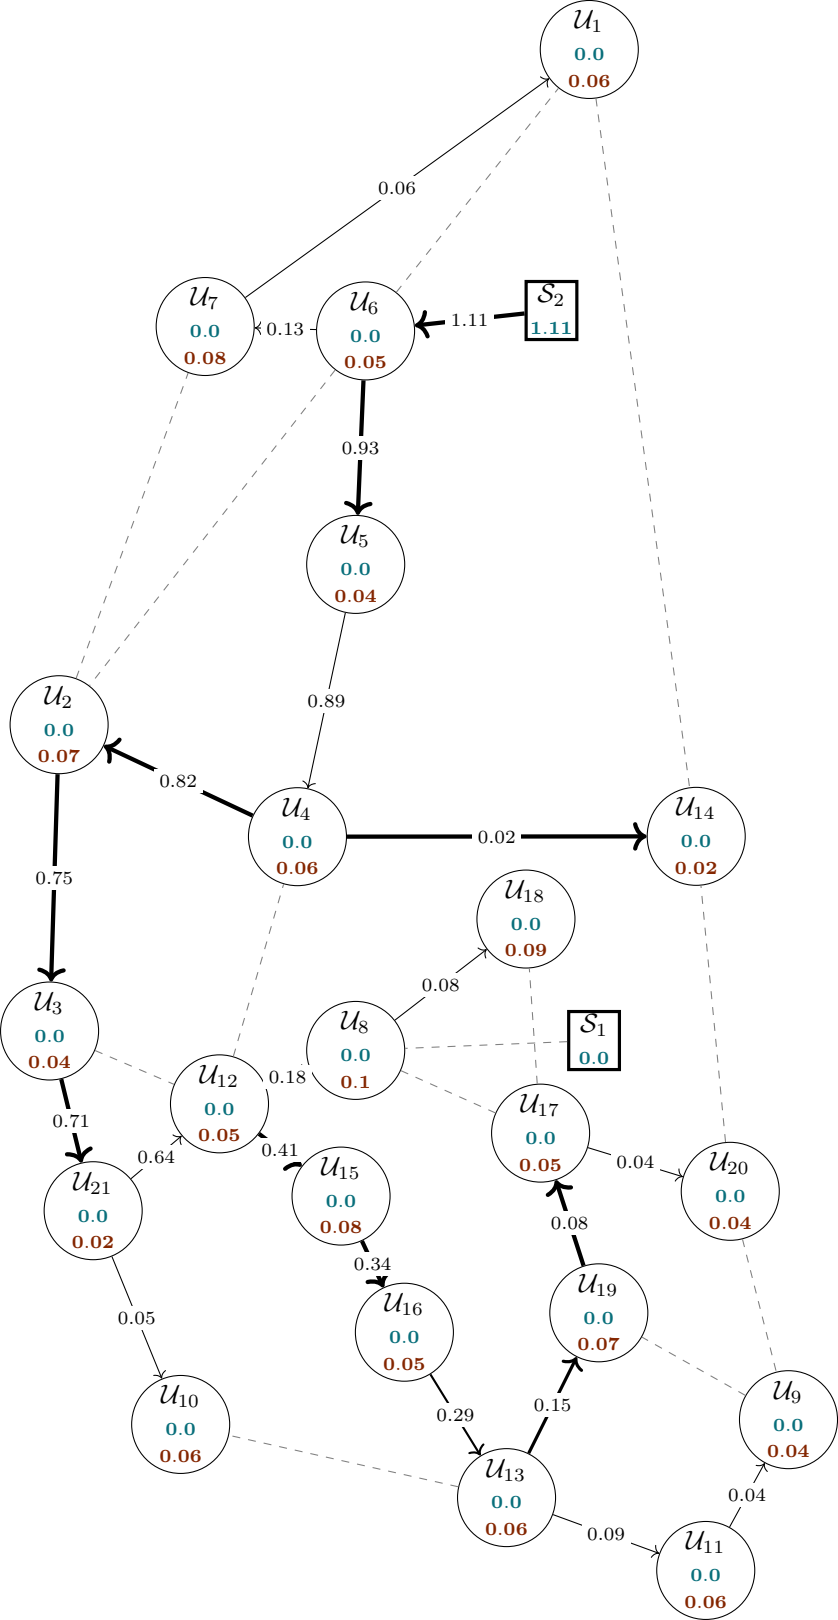 𝒰₁
0.0
0.06
0.06
𝒰₇
0.0
0.08
0.13
𝒰₆
0.0
0.05
1.11
𝒮₂
1.11
0.93
𝒰₅
0.0
0.04
0.89
𝒰₂
0.0
0.07
0.82
𝒰₄
0.0
0.06
0.02
𝒰₁₄
0.0
0.02
0.75
𝒰₁₈
0.0
0.09
0.08
𝒰₃
0.0
0.04
𝒰₈
0.0
0.1
𝒮₁
0.0
𝒰₁₂
0.0
0.05
0.18
𝒰₁₇
0.0
0.05
0.71
0.64
0.41
0.04
𝒰₂₁
0.0
0.02
𝒰₁₅
0.0
0.08
𝒰₂₀
0.0
0.04
0.08
0.34
0.05
𝒰₁₆
0.0
0.05
𝒰₁₉
0.0
0.07
𝒰₁₀
0.0
0.06
0.29
0.15
𝒰₉
0.0
0.04
𝒰₁₃
0.0
0.06
0.04
0.09
𝒰₁₁
0.0
0.06